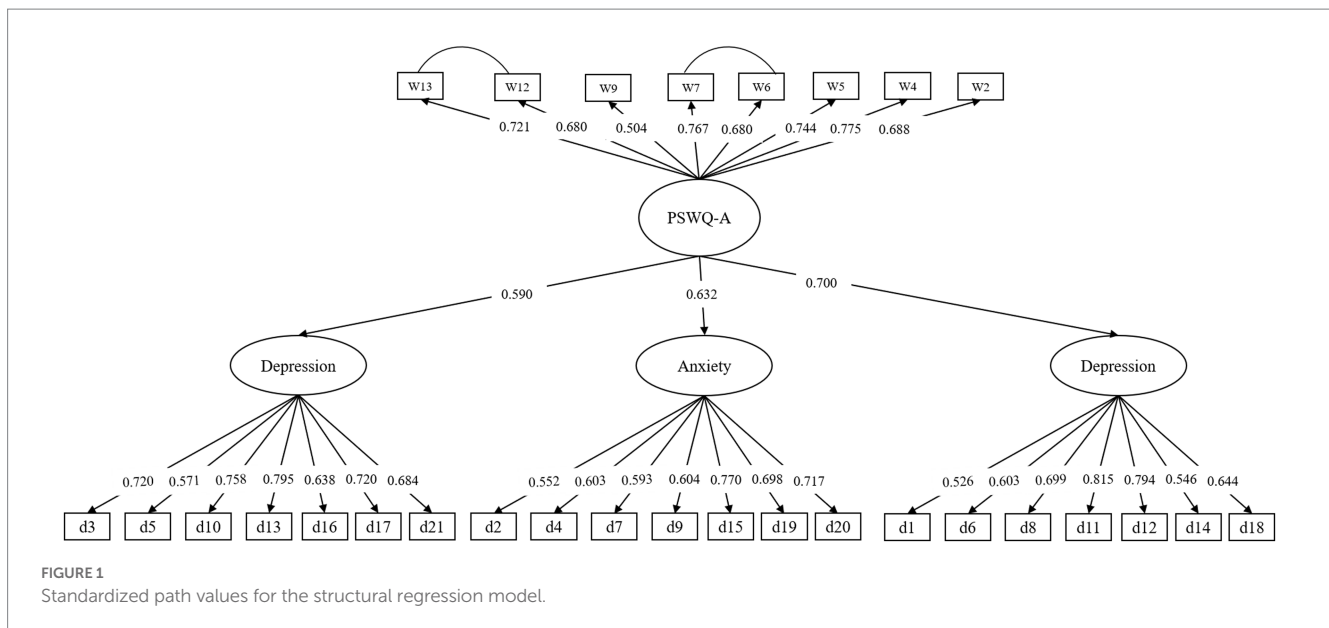 W13 W12 W9 W7 W6 W5 W4 W2
0.721 0.680 0.504 0.767 0.680 0.744 0.775 0.688
PSWQ-A
0.590 0.632 0.700
Depression Anxiety Depression
0.720 0.571 0.758 0.795 0.638 0.720 0.684 0.552 0.603 0.593 0.604 0.770 0.698 0.717 0.526 0.603 0.699 0.815 0.794 0.546 0.644
d3 d5 d10 d13 d16 d17 d21 d2 d4 d7 d9 d15 d19 d20 d1 d6 d8 d11 d12 d14 d18
FIGURE 1
Standardized path values for the structural regression model.